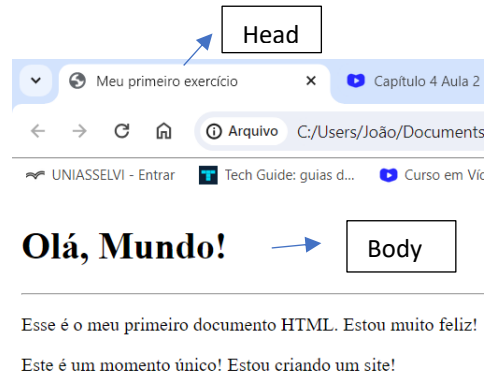 Head
Meu primeiro exercício
Capítulo 4 Aula 2
Arquivo C:/Users/João/Documents
UNIASSELVI - Entrar Tech Guide: guias d... Curso em Víc
Olá, Mundo! Body
Esse é o meu primeiro documento HTML. Estou muito feliz!
Este é um momento único! Estou criando um site!